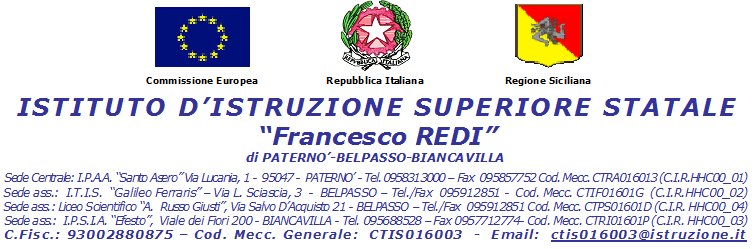 Commissione Europea Repubblica Italiana Regione Siciliana
ISTITUTO D'ISTRUZIONE SUPERIORE STATALE
"Francesco REDI"
di PATERNO'-BELPASSO-BIANCAVILLA
Sede Centrale: I.P.A.A. "Santo Asero" Via Lucania, 1 - 95047 - PATERNO' - Tel. 0958313000 – Fax 095857752 Cod. Mecc. CTRA016013 (C.I.R.HHC00_01)
Sede ass.: I.T.I.S. "Galileo Ferraris" – Via L. Sciascia, 3 - BELPASSO – Tel./Fax 095912851 - Cod. Mecc. CTIF01601G (C.I.R.HHC00_02)
Sede ass.: Liceo Scientifico "A. Russo Giusti", Via Salvo D'Acquisto 21 - BELPASSO – Tel./Fax 095912851 Cod. Mecc. CTPS01601D (C.I.R. HHC00_04)
Sede ass.: I.P.S.I.A. "Efesto", Viale dei Fiori 200 - BIANCAVILLA - Tel. 095688528 – Fax 0957712774- Cod. Mecc. CTRI01601P (C.I.R. HHC00_03)
C.Fisc.: 93002880875 – Cod. Mecc. Generale: CTIS016003 - Email: ctis016003@istruzione.it